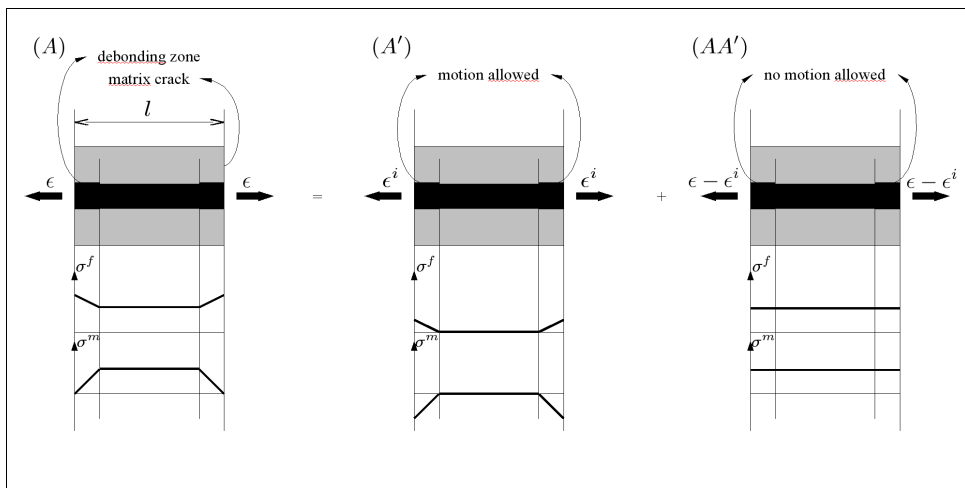 (A)
debonding zone
matrix crack
l
ϵ
ϵ
σ^f
σ^m
=
(A′)
motion allowed
ϵ^i
ϵ^i
σ^f
σ^m
+
(AA′)
no motion allowed
ϵ − ϵ^i
ϵ − ϵ^i
σ^f
σ^m